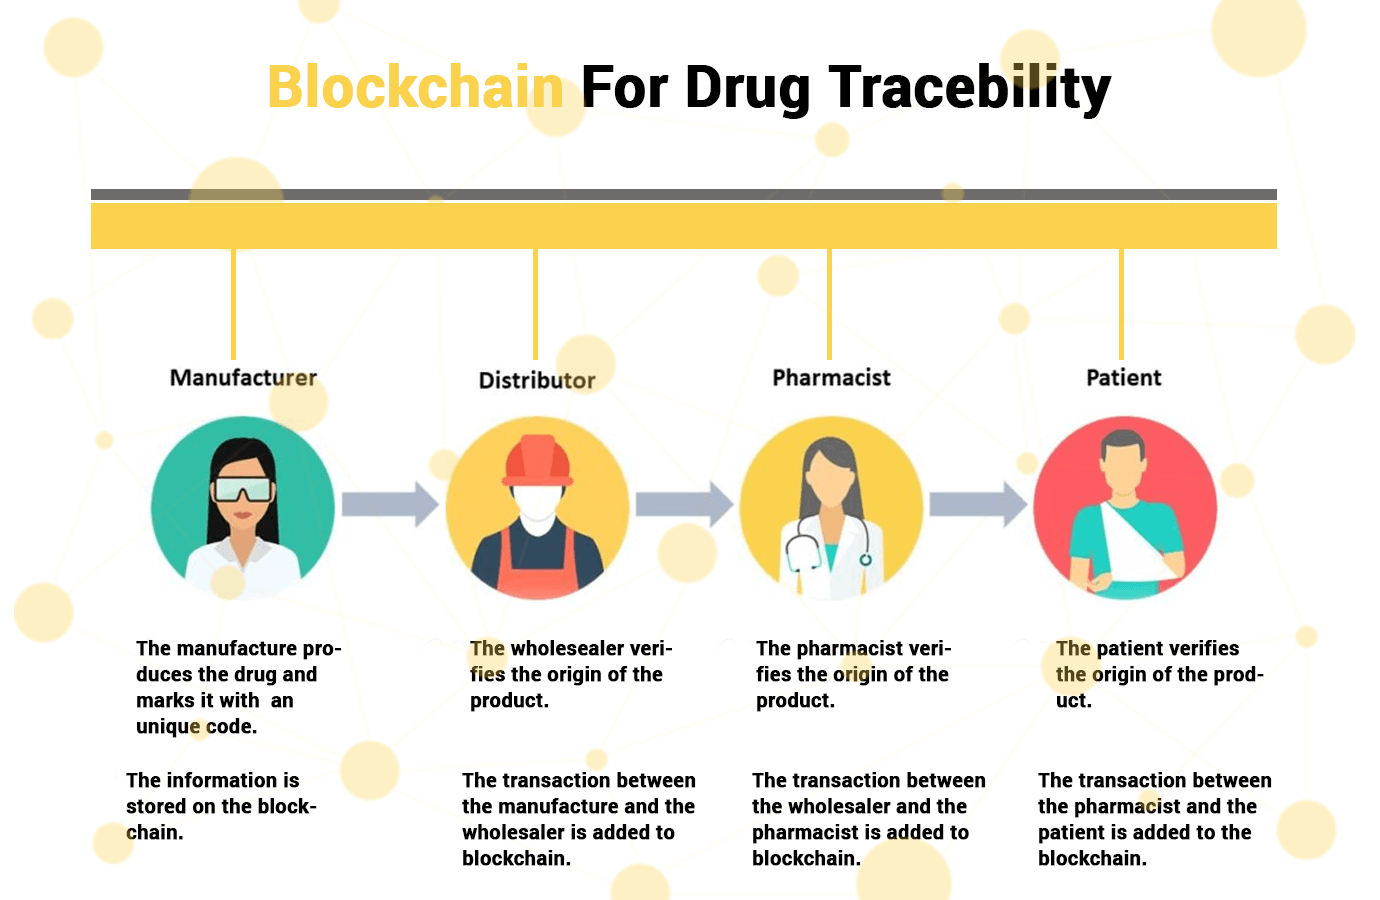 Blockchain For Drug Tracebility
Manufacturer
Distributor
Pharmacist
Patient
The manufacture pro-
duces the drug and
marks it with  an
unique code.
The information is
stored on the block-
chain.
The wholesealer veri-
fies the origin of the
product.
The transaction between
the manufacture and the
wholesaler is added to
blockchain.
The pharmacist veri-
fies the origin of the
product.
The transaction between
the wholesaler and the
pharmacist is added to
blockchain.
The patient verifies
the origin of the prod-
uct.
The transaction between
the pharmacist and the
patient is added to the
blockchain.